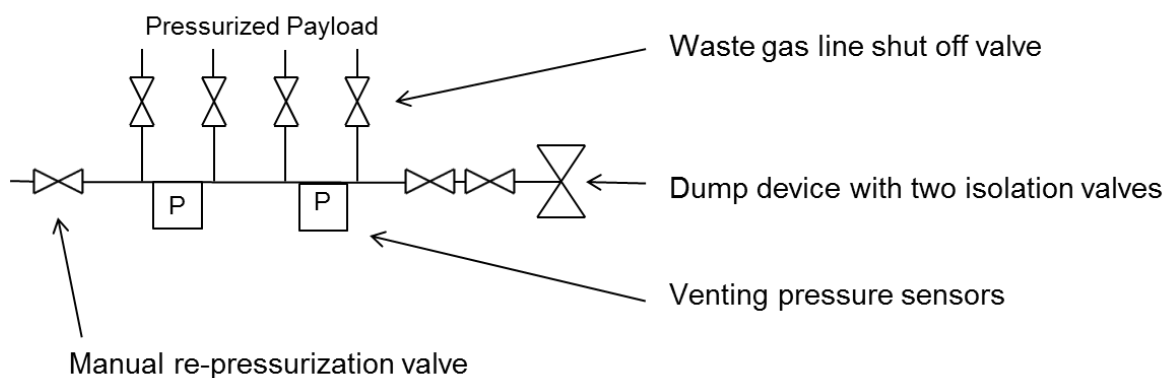 Pressurized Payload
Waste gas line shut off valve
P
P
Dump device with two isolation valves
Venting pressure sensors
Manual re-pressurization valve